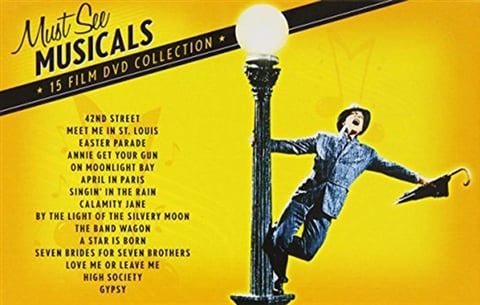 Must See
MUSICALS
★ 15 FILM DVD COLLECTION ★
42ND STREET
MEET ME IN ST. LOUIS
EASTER PARADE
ANNIE GET YOUR GUN
ON MOONLIGHT BAY
APRIL IN PARIS
SINGIN' IN THE RAIN
CALAMITY JANE
BY THE LIGHT OF THE SILVERY MOON
THE BAND WAGON
A STAR IS BORN
SEVEN BRIDES FOR SEVEN BROTHERS
LOVE ME OR LEAVE ME
HIGH SOCIETY
GYPSY